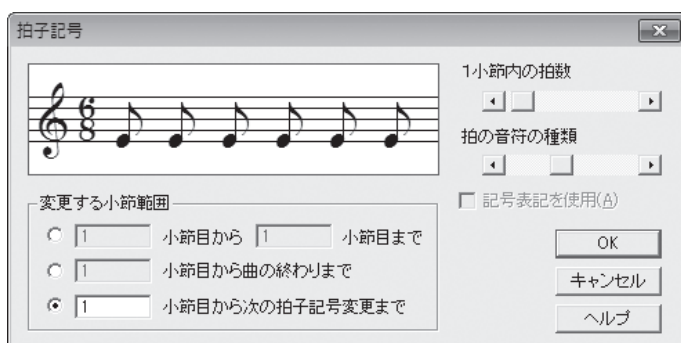 拍子記号
6
8
1小節内の拍数
拍の音符の種類
記号表記を使用(A)
変更する小節範囲
1 小節目から 1 小節目まで
1 小節目から曲の終わりまで
1 小節目から次の拍子記号変更まで
OK
キャンセル
ヘルプ